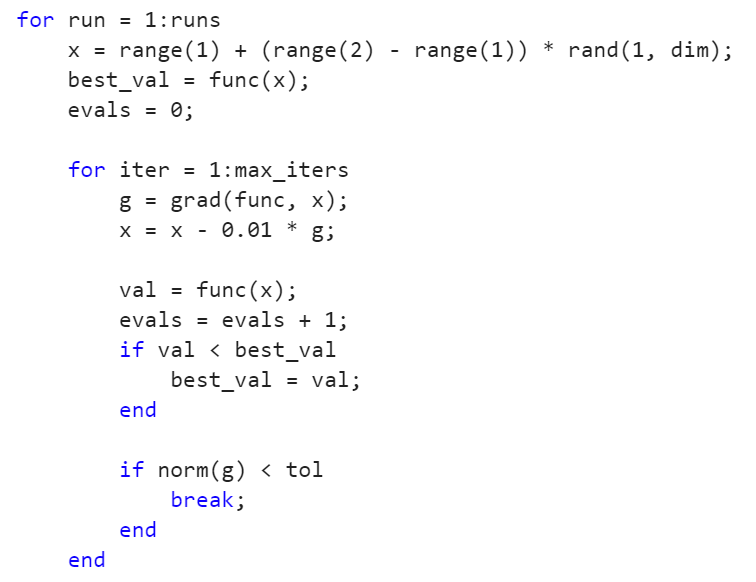 for run = 1:runs
    x = range(1) + (range(2) - range(1)) * rand(1, dim);
    best_val = func(x);
    evals = 0;

    for iter = 1:max_iters
        g = grad(func, x);
        x = x - 0.01 * g;

        val = func(x);
        evals = evals + 1;
        if val < best_val
            best_val = val;
        end

        if norm(g) < tol
            break;
        end
    end